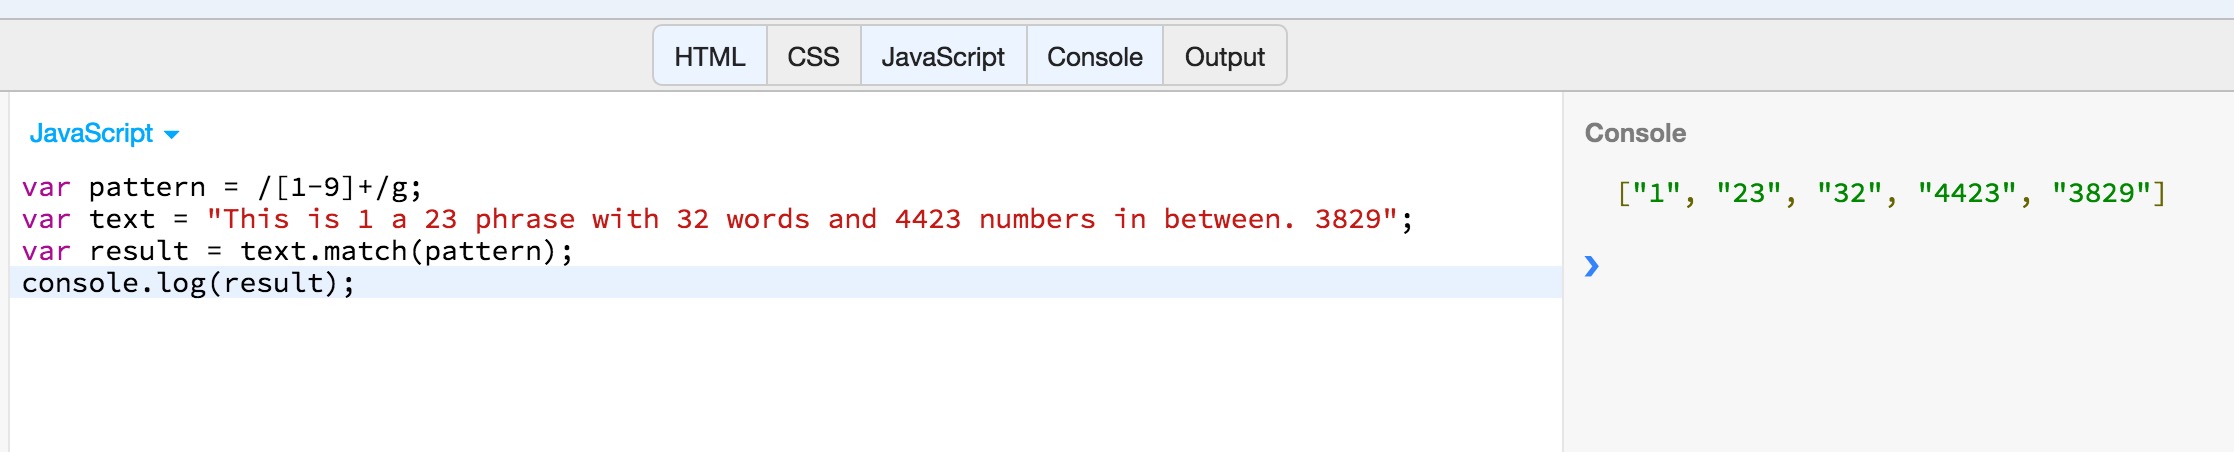 HTML CSS JavaScript Console Output
JavaScript
var pattern = /[1-9]+/g;
var text = "This is 1 a 23 phrase with 32 words and 4423 numbers in between. 3829";
var result = text.match(pattern);
console.log(result);
Console
["1", "23", "32", "4423", "3829"]